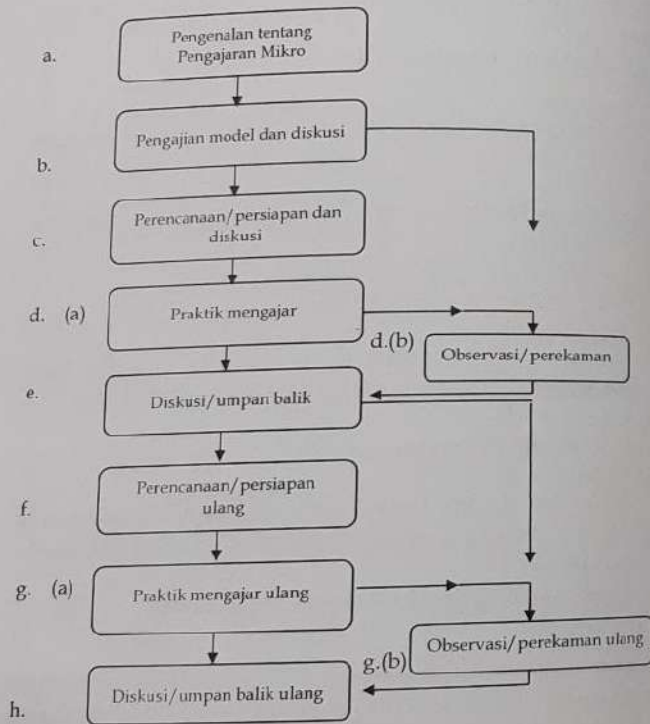 a.
Pengenalan tentang
Pengajaran Mikro
b.
Pengajian model dan diskusi
c.
Perencanaan/persiapan dan
diskusi
d. (a)
Praktik mengajar
d.(b)
Observasi/perekaman
e.
Diskusi/umpan balik
f.
Perencanaan/persiapan
ulang
g. (a)
Praktik mengajar ulang
g.(b)
Observasi/perekaman ulang
h.
Diskusi/umpan balik ulang